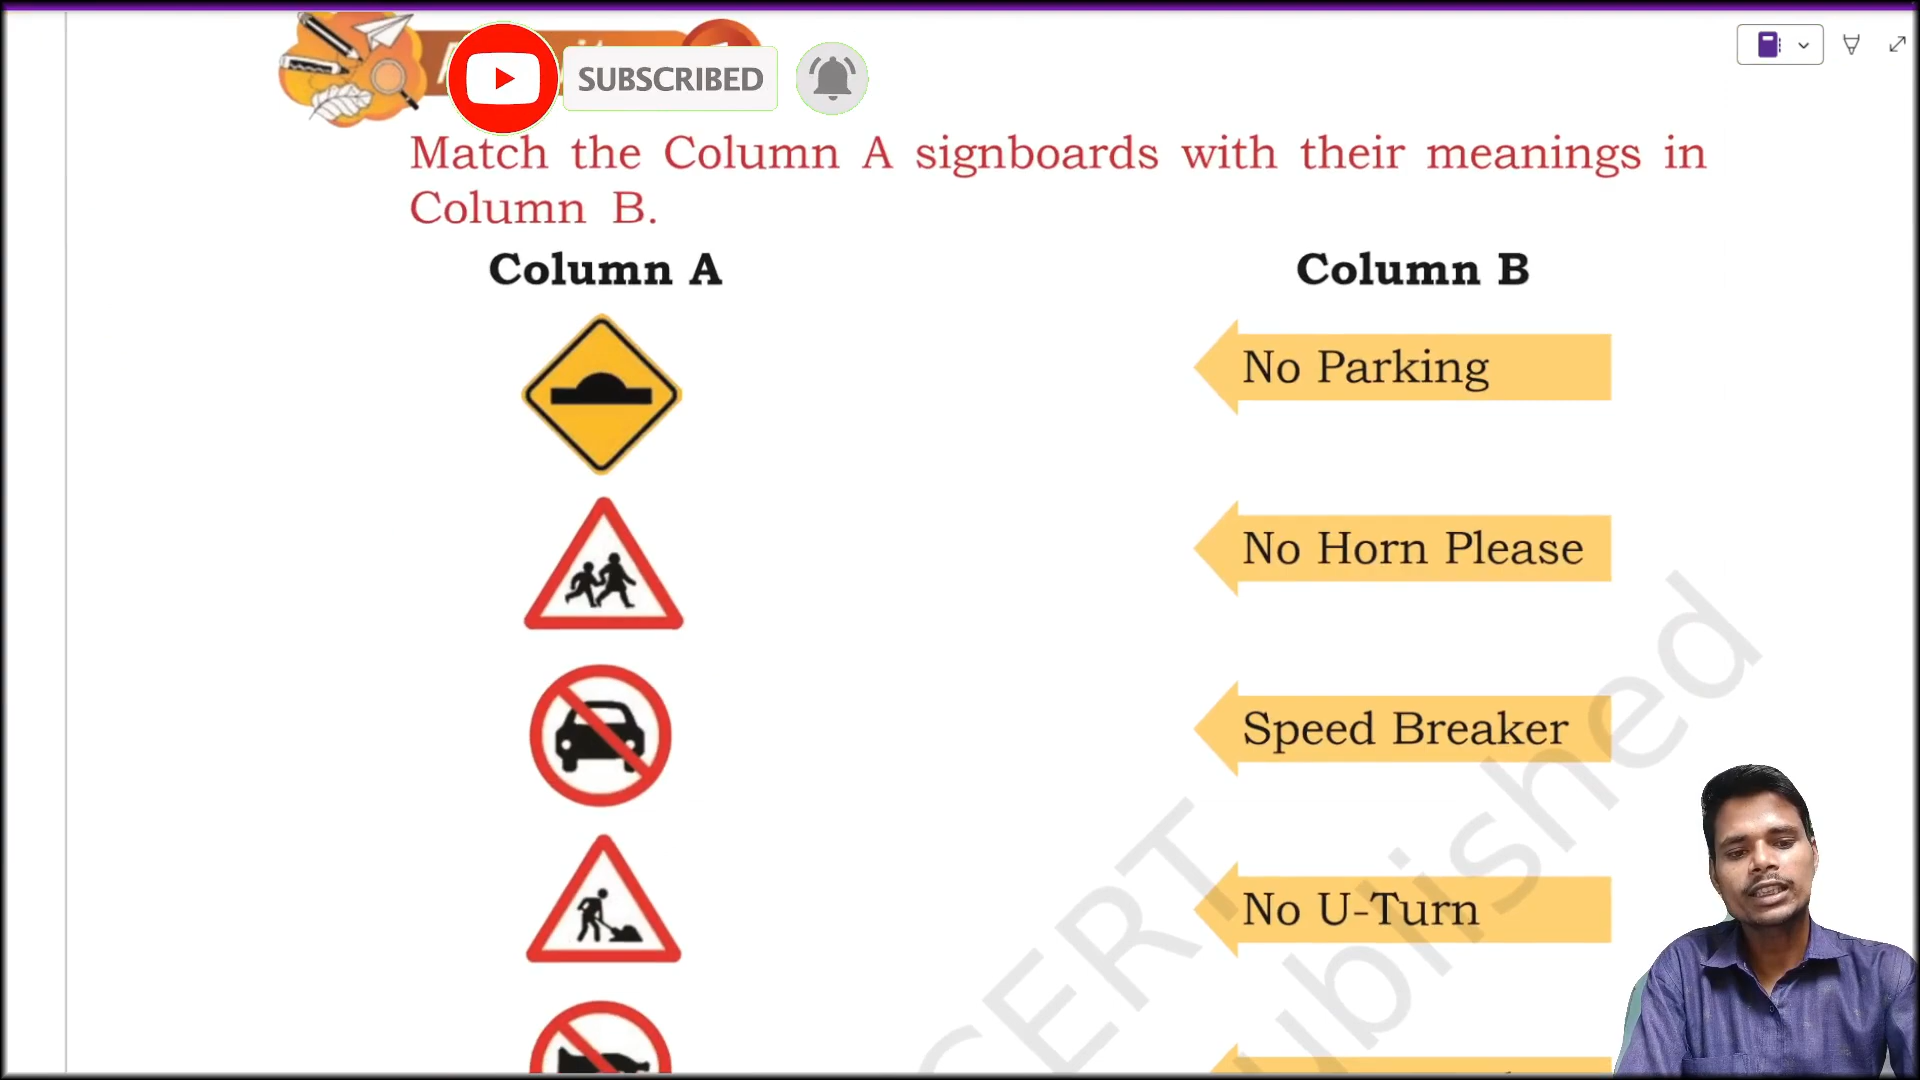 SUBSCRIBED
Match the Column A signboards with their meanings in
Column B.
Column A
Column B
No Parking
No Horn Please
Speed Breaker
No U-Turn